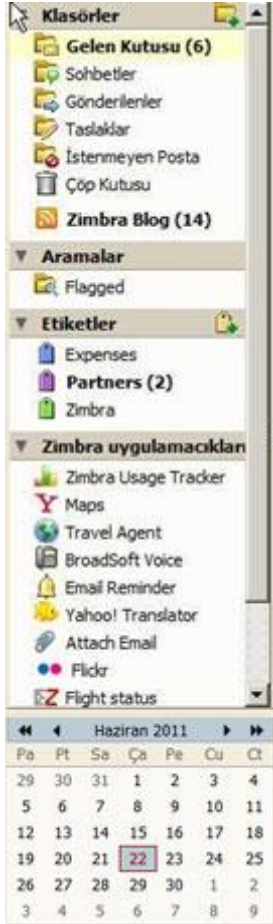 Klasörler
Gelen Kutusu (6)
Sohbetler
Gönderilenler
Taslaklar
İstenmeyen Posta
Çöp Kutusu
Zimbra Blog (14)
Aramalar
Flagged
Etiketler
Expenses
Partners (2)
Zimbra
Zimbra uygulamacıkları
Zimbra Usage Tracker
Maps
Travel Agent
BroadSoft Voice
Email Reminder
Yahoo! Translator
Attach Email
Flickr
Flight status
Haziran 2011
Pa Pt Sa Ça Pe Cu Ct
29 30 31 1 2 3 4
5 6 7 8 9 10 11
12 13 14 15 16 17 18
19 20 21 22 23 24 25
26 27 28 29 30 1 2
3 4 5 6 7 8 9